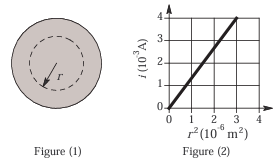 r
Figure (1)
i (10⁻³A)
4
3
2
1
0
0 1 2 3 4
r²(10⁻⁶ m²)
Figure (2)